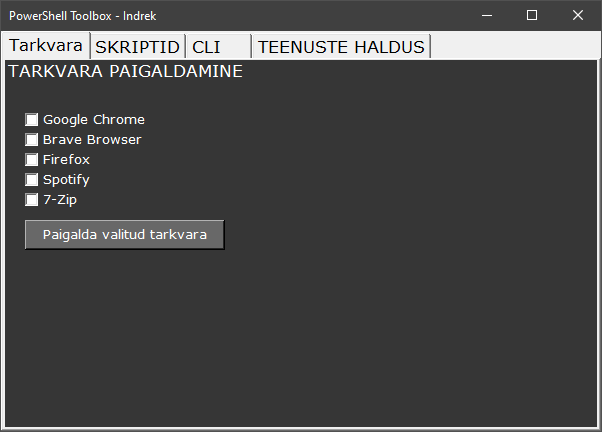 PowerShell Toolbox - Indrek
Tarkvara SKRIPTID CLI TEENUSTE HALDUS
TARKVARA PAIGALDAMINE
Google Chrome
Brave Browser
Firefox
Spotify
7-Zip
Paigalda valitud tarkvara